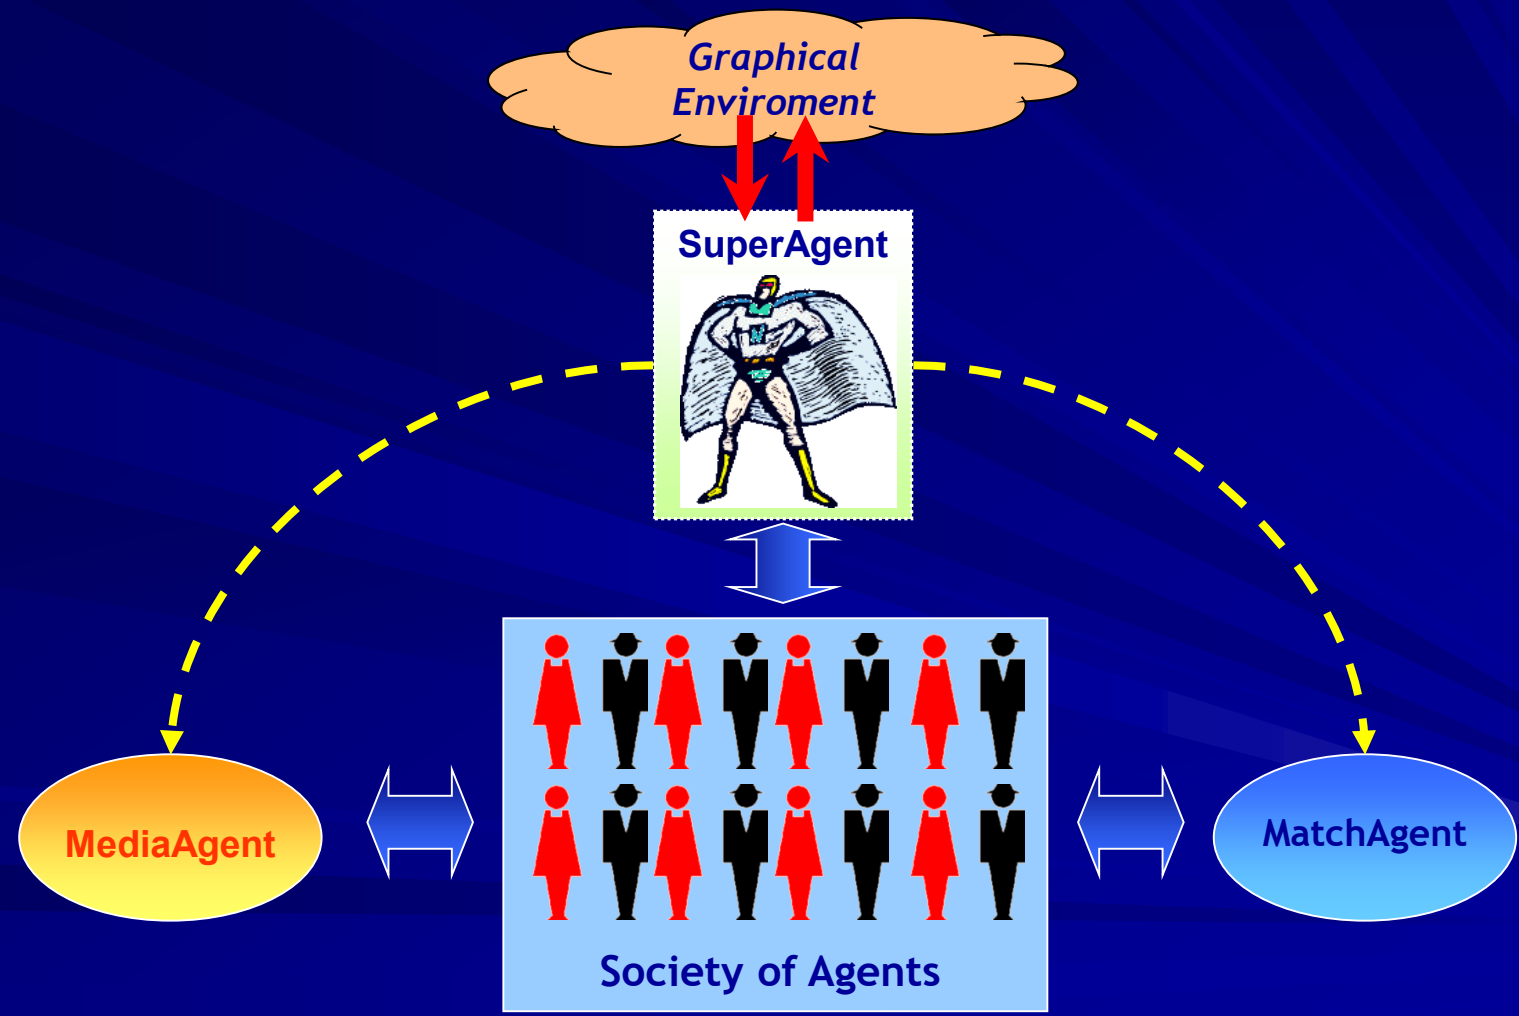 Graphical
Enviroment
SuperAgent
N
MediaAgent
MatchAgent
Society of Agents